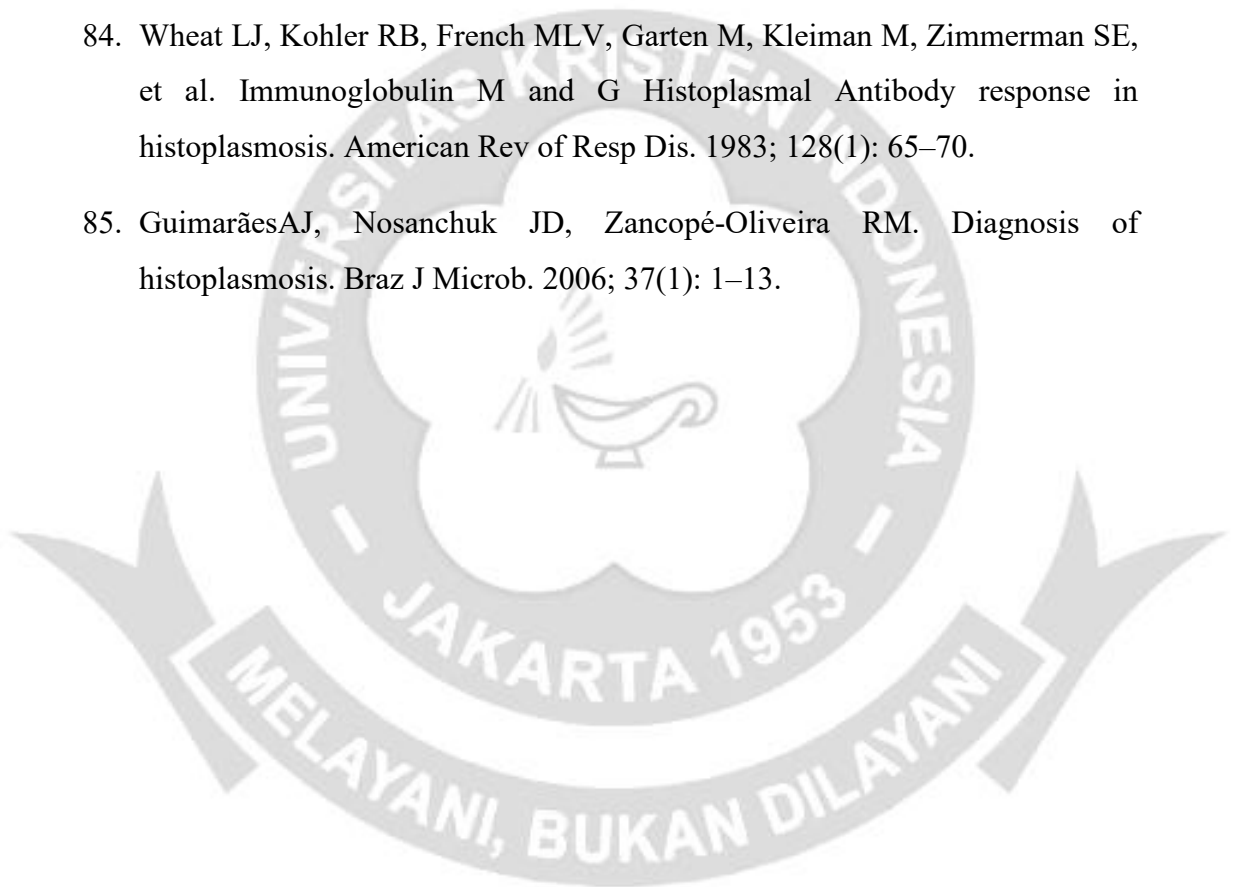 84. Wheat LJ, Kohler RB, French MLV, Garten M, Kleiman M, Zimmerman SE,
et al. Immunoglobulin M and G Histoplasmal Antibody response in
histoplasmosis. American Rev of Resp Dis. 1983; 128(1): 65–70.
85. GuimarãesAJ, Nosanchuk JD, Zancopé-Oliveira RM. Diagnosis of
histoplasmosis. Braz J Microb. 2006; 37(1): 1–13.
UNIVERSITAS KRISTEN INDONESIA
- JAKARTA 1953 -
MELAYANI, BUKAN DILAYANI